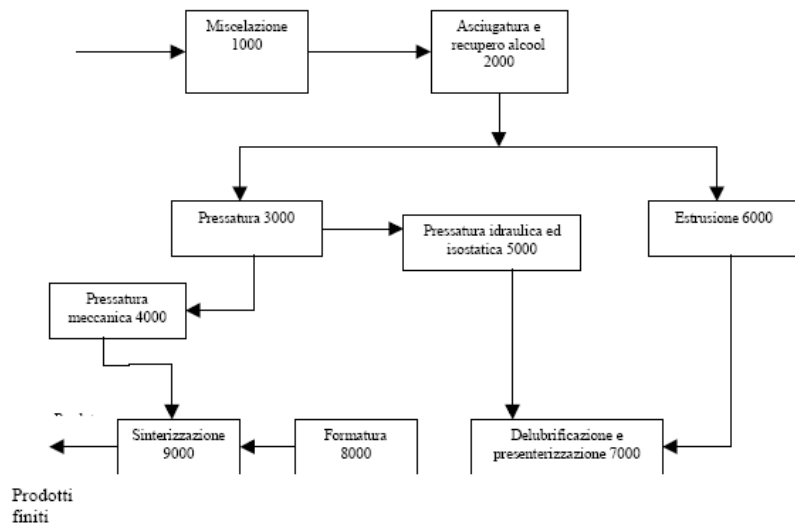 Miscelazione
1000
Asciugatura e
recupero alcool
2000
Pressatura 3000
Pressatura idraulica ed
isostatica 5000
Estrusione 6000
Pressatura
meccanica 4000
Sinterizzazione
9000
Formatura
8000
Delubrificazione e
presenterizzazione 7000
Prodotti
finiti